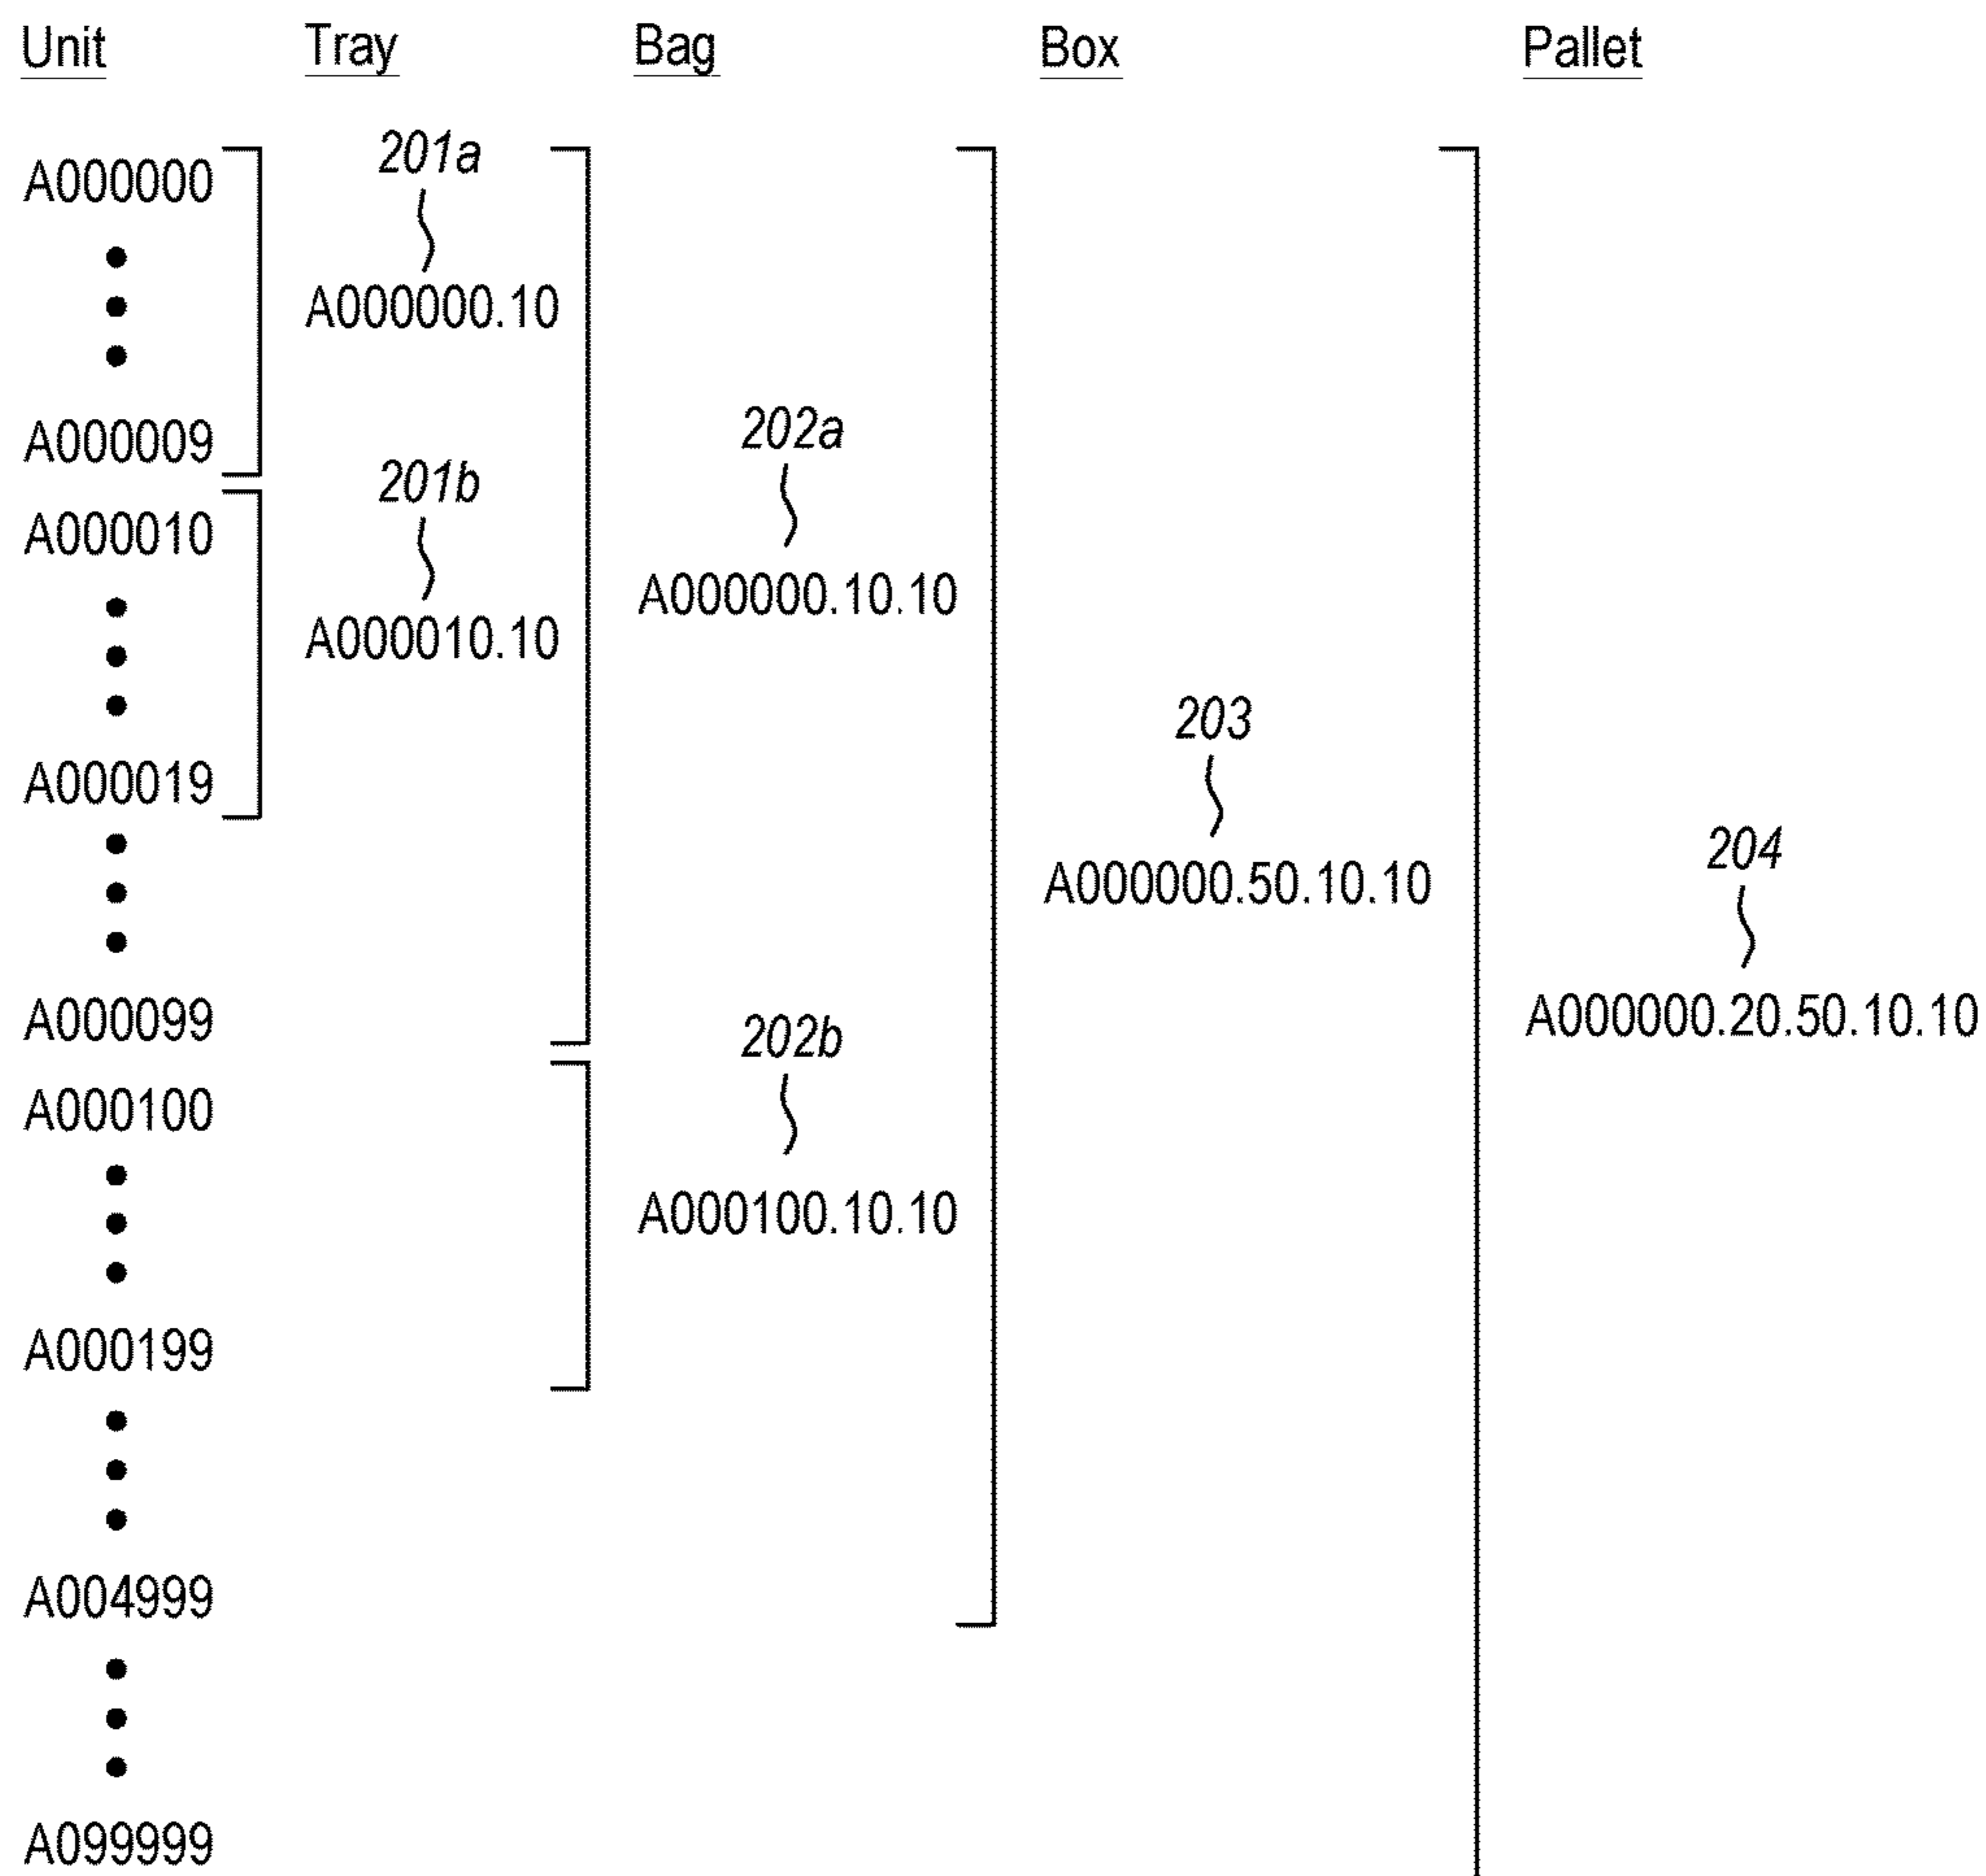 Unit Tray Bag Box Pallet
A000000
201a
A000000.10
A000009
202a
201b
A000010
A000000.10.10
A000010.10
203
A000019
204
A000000.50.10.10
A000099
A000000.20.50.10.10
202b
A000100
A000100.10.10
A000199
A004999
A099999